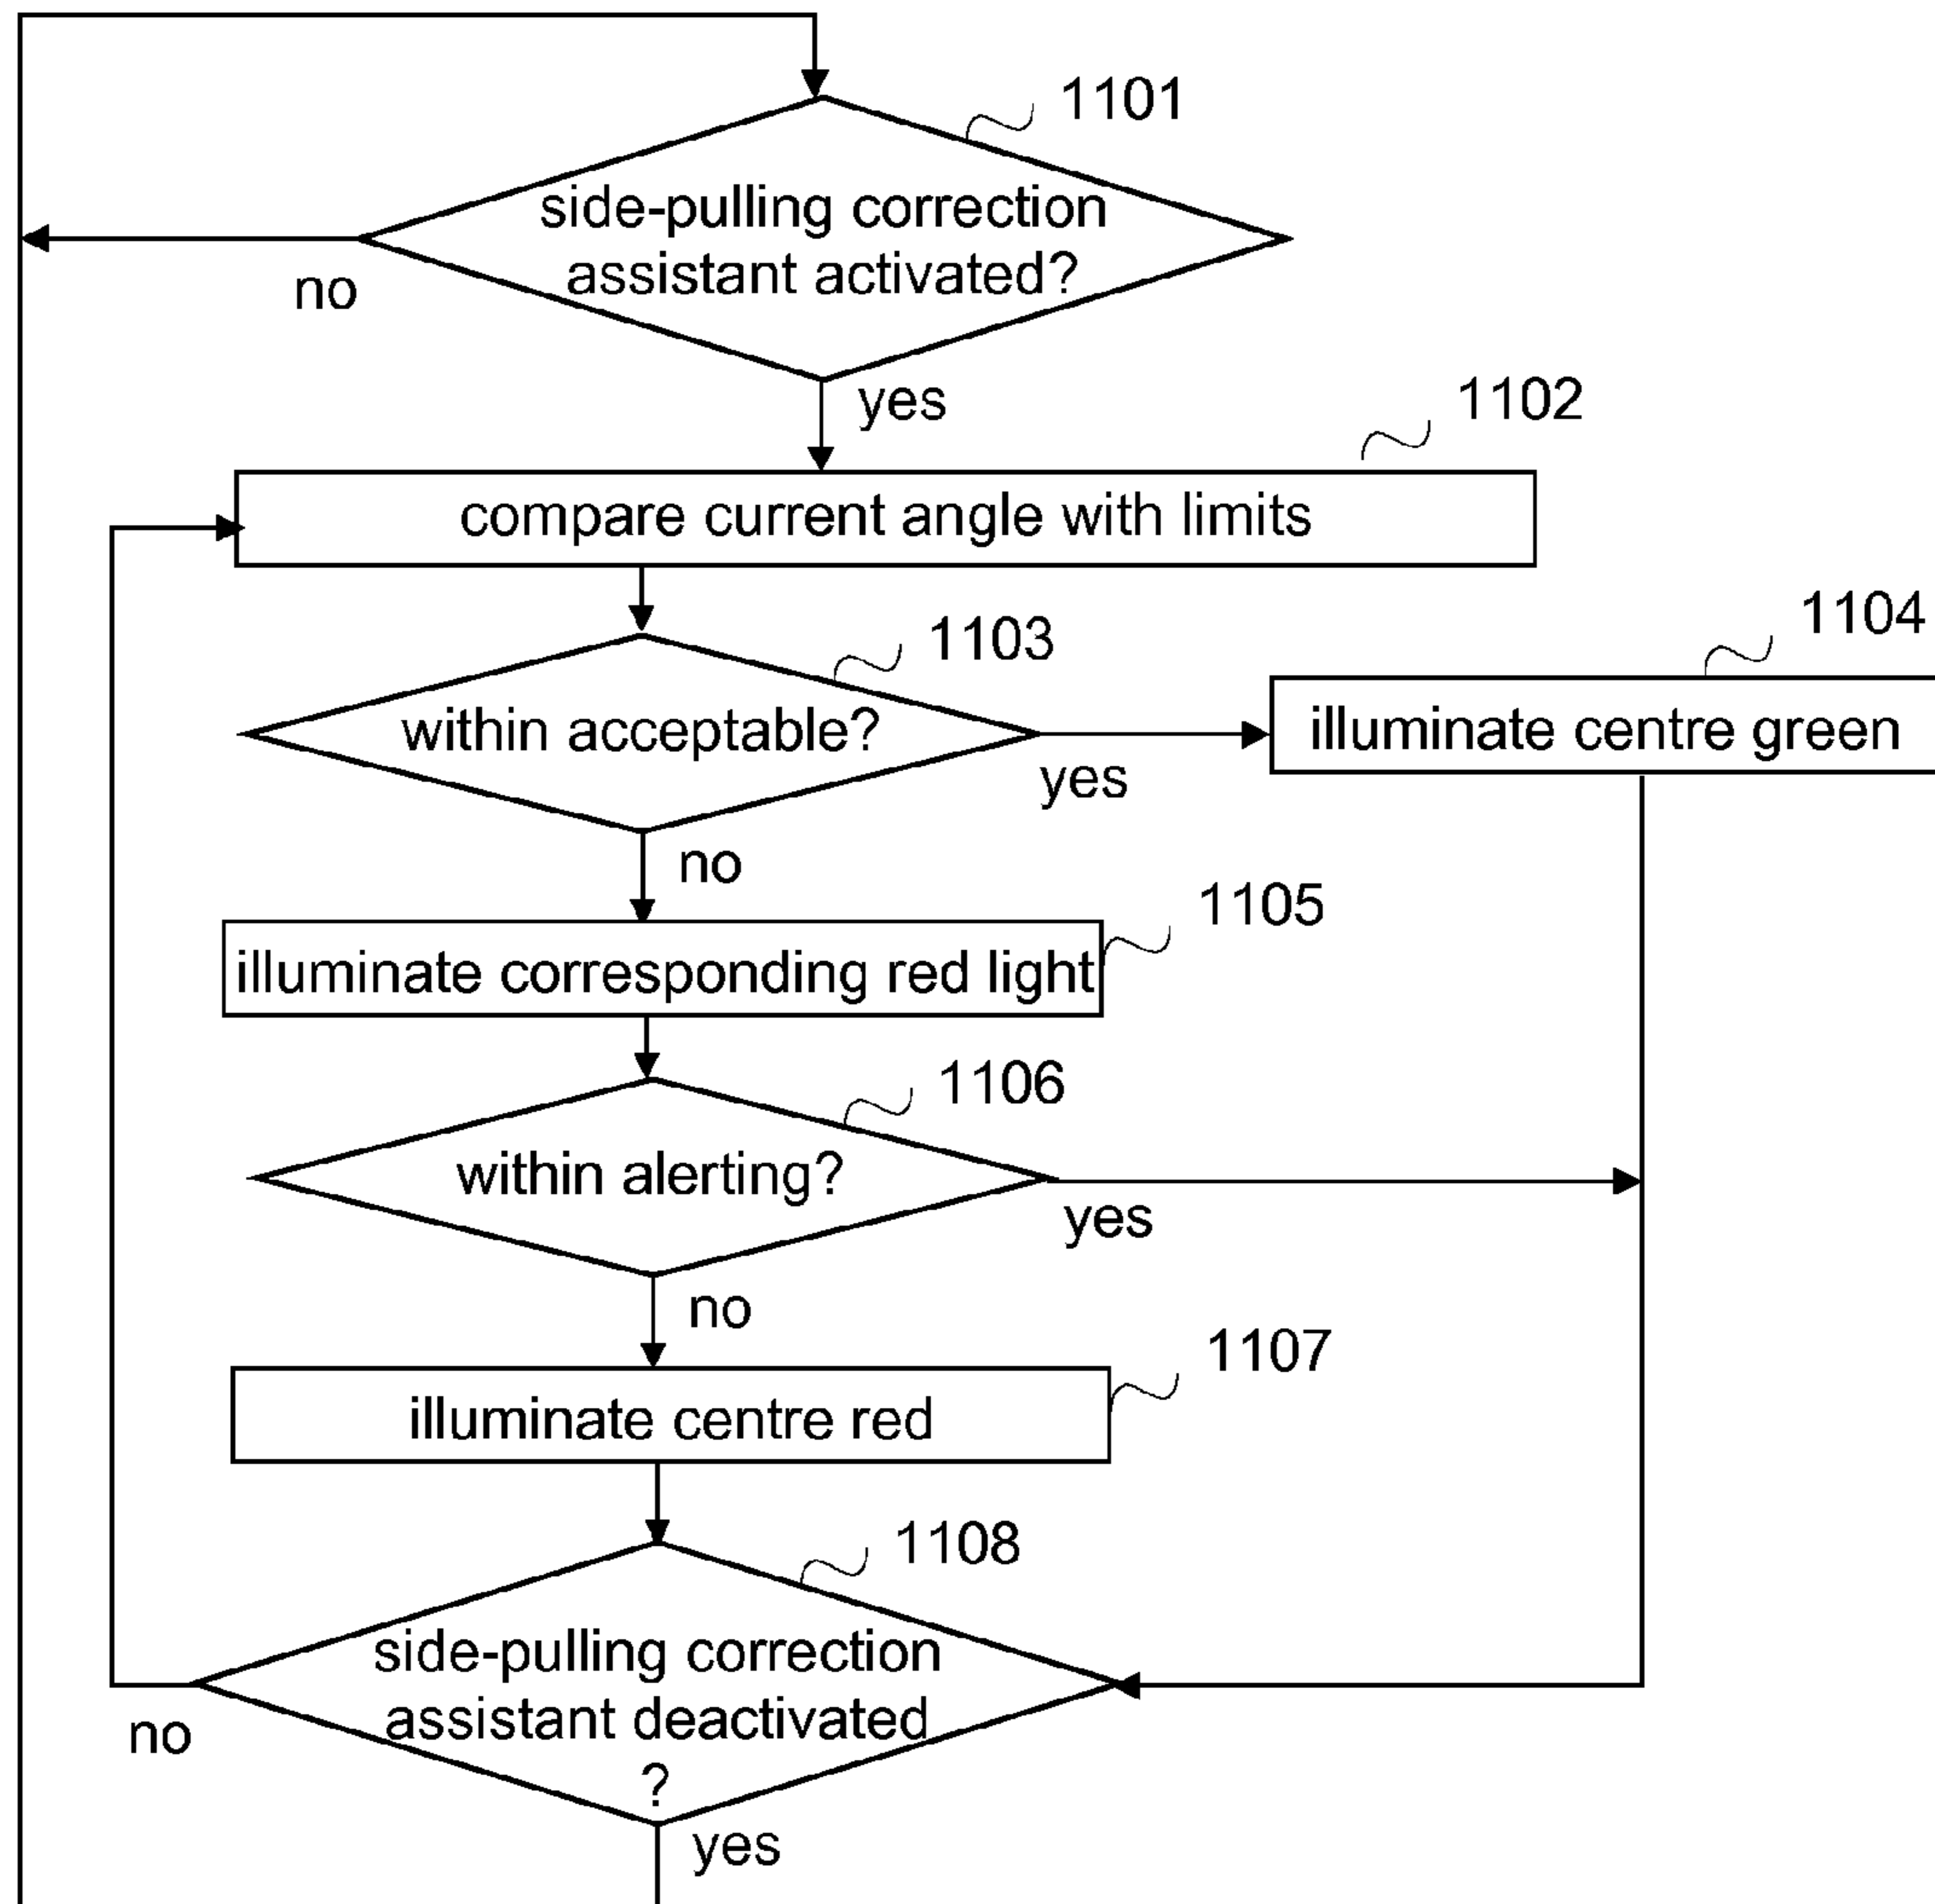 1101
side-pulling correction
assistant activated?
no
yes
1102
compare current angle with limits
1103
1104
within acceptable?
illuminate centre green
yes
no
1105
illuminate corresponding red light
1106
within alerting?
yes
no
1107
illuminate centre red
1108
side-pulling correction
assistant deactivated
?
no
yes